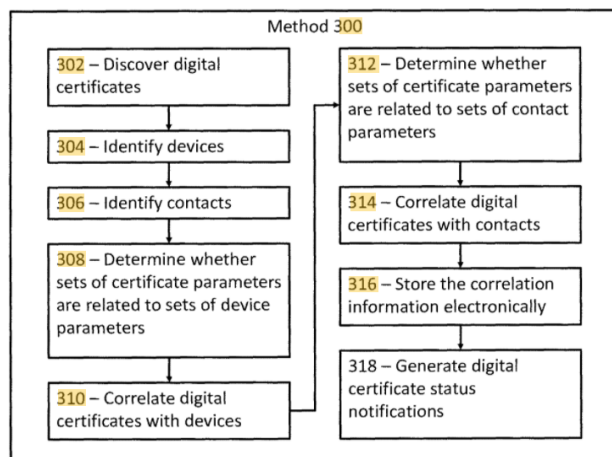 Method 300
302 – Discover digital
certificates
304 – Identify devices
306 – Identify contacts
308 – Determine whether
sets of certificate parameters
are related to sets of device
parameters
310 – Correlate digital
certificates with devices
312 – Determine whether
sets of certificate parameters
are related to sets of contact
parameters
314 – Correlate digital
certificates with contacts
316 – Store the correlation
information electronically
318 – Generate digital
certificate status
notifications